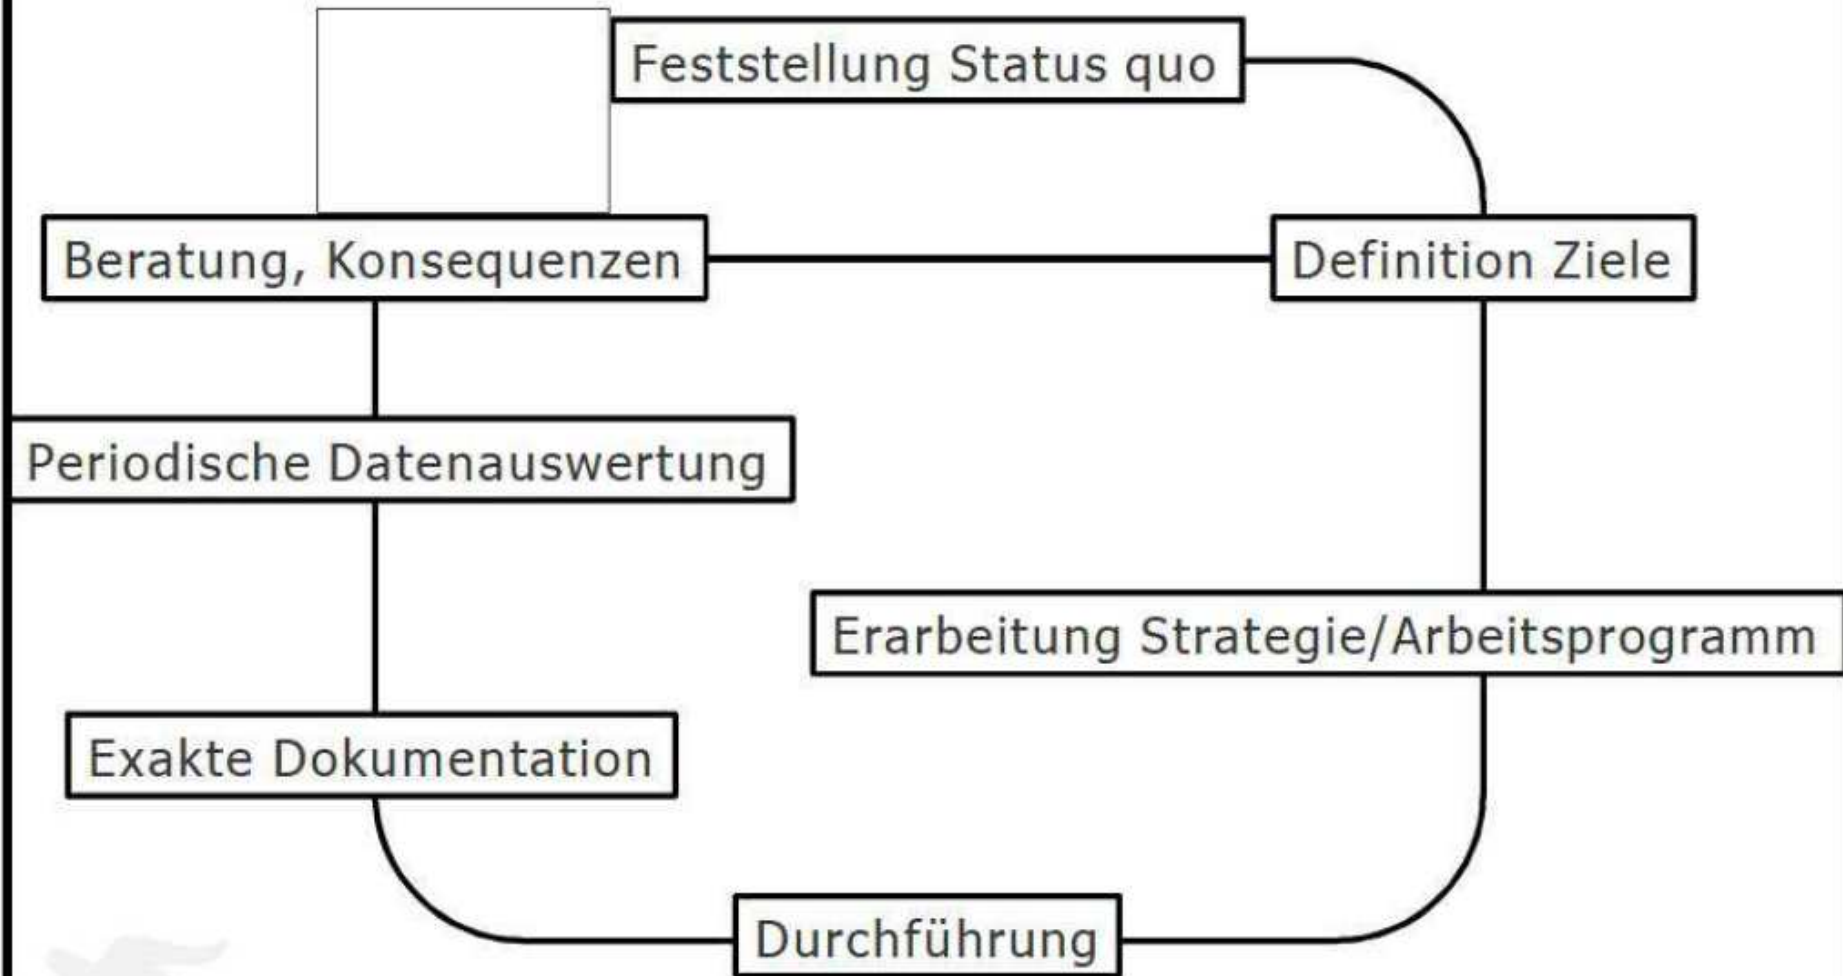 Feststellung Status quo
Beratung, Konsequenzen
Definition Ziele
Periodische Datenauswertung
Erarbeitung Strategie/Arbeitsprogramm
Exakte Dokumentation
Durchführung